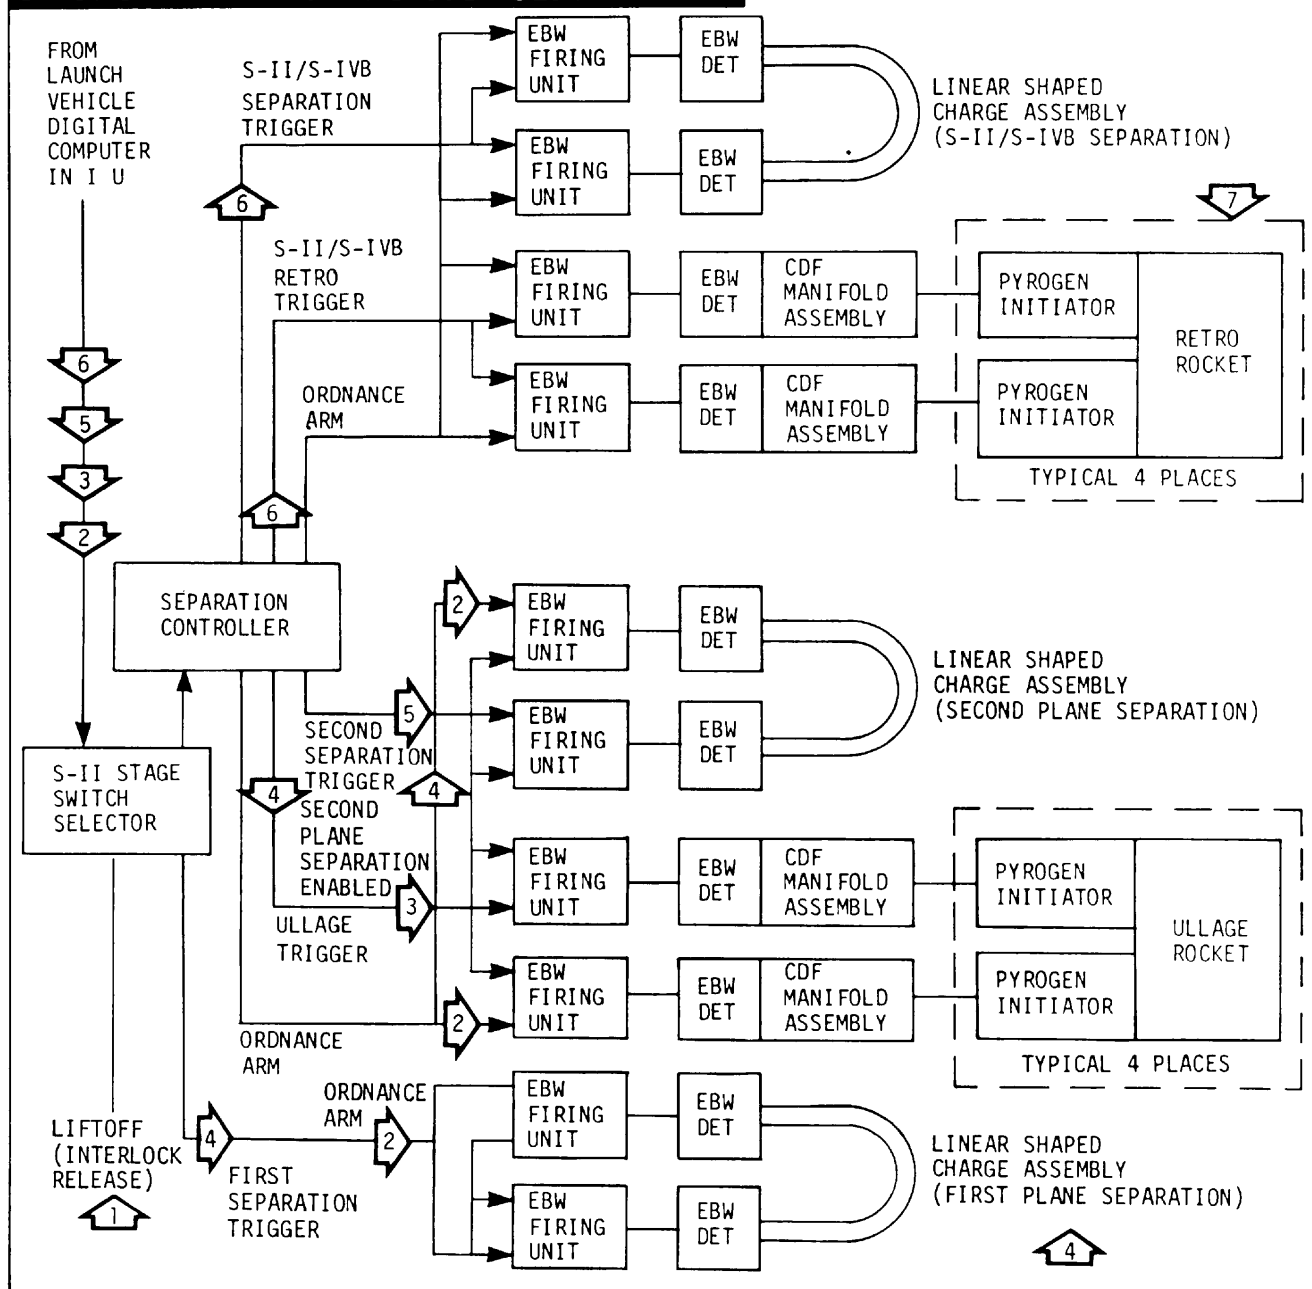 FROM
LAUNCH
VEHICLE
DIGITAL
COMPUTER
IN I U
6
5
3
2
S-II/S-IVB
SEPARATION
TRIGGER
6
S-II/S-IVB
RETRO
TRIGGER
6
ORDNANCE
ARM
EBW
FIRING
UNIT
EBW
DET
EBW
FIRING
UNIT
EBW
DET
LINEAR SHAPED
CHARGE ASSEMBLY
(S-II/S-IVB SEPARATION)
7
EBW
FIRING
UNIT
EBW
DET
CDF
MANIFOLD
ASSEMBLY
PYROGEN
INITIATOR
EBW
FIRING
UNIT
EBW
DET
CDF
MANIFOLD
ASSEMBLY
PYROGEN
INITIATOR
RETRO
ROCKET
TYPICAL 4 PLACES
SEPARATION
CONTROLLER
S-II STAGE
SWITCH
SELECTOR
5
SECOND
SEPARATION
TRIGGER
4
SECOND
PLANE
SEPARATION
ENABLED
4
3
ULLAGE
TRIGGER
2
ORDNANCE
ARM
2
EBW
FIRING
UNIT
EBW
DET
EBW
FIRING
UNIT
EBW
DET
LINEAR SHAPED
CHARGE ASSEMBLY
(SECOND PLANE SEPARATION)
EBW
FIRING
UNIT
EBW
DET
CDF
MANIFOLD
ASSEMBLY
PYROGEN
INITIATOR
EBW
FIRING
UNIT
EBW
DET
CDF
MANIFOLD
ASSEMBLY
PYROGEN
INITIATOR
ULLAGE
ROCKET
TYPICAL 4 PLACES
LIFTOFF
(INTERLOCK
RELEASE)
1
4
FIRST
SEPARATION
TRIGGER
ORDNANCE
ARM
2
EBW
FIRING
UNIT
EBW
DET
EBW
FIRING
UNIT
EBW
DET
LINEAR SHAPED
CHARGE ASSEMBLY
(FIRST PLANE SEPARATION)
4